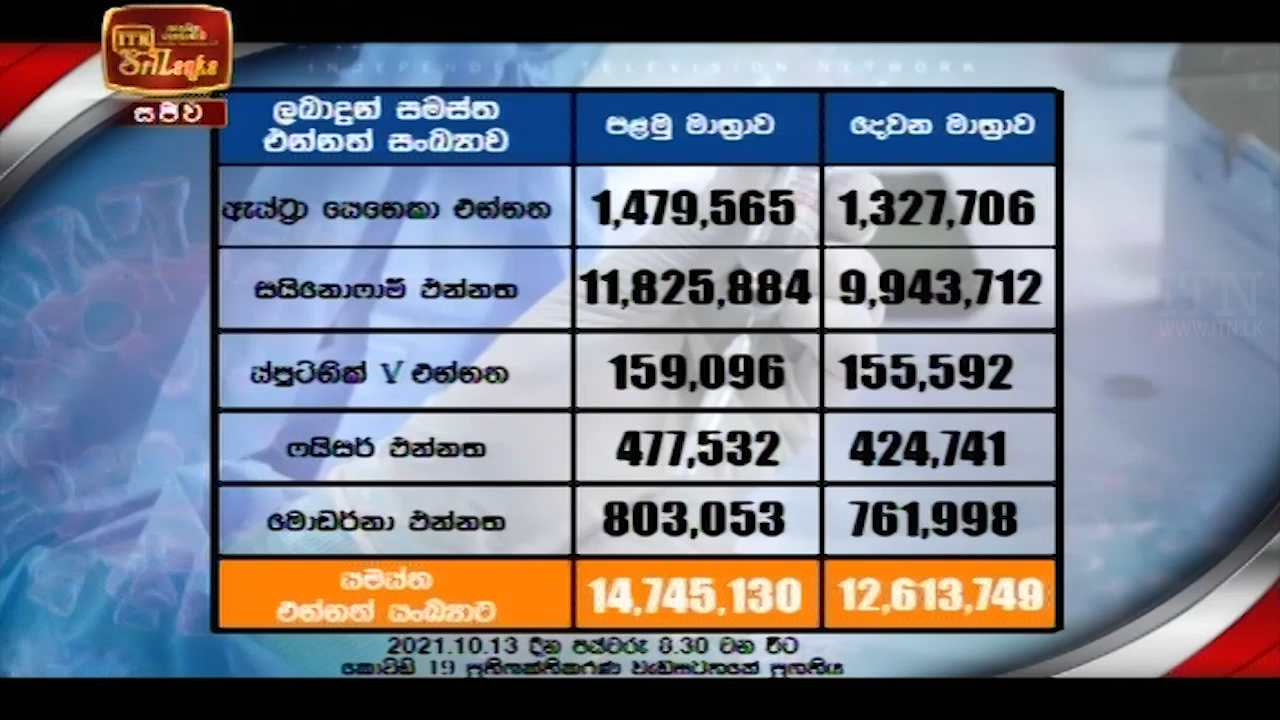 ITN
Sri Lanka
සජීව
INDEPENDENT TELEVISION NETWORK
ලබාදුන් සමස්ත
එන්නත් සංඛ්‍යාව
පළමු මාත්‍රාව
දෙවන මාත්‍රාව
ඇස්ට්‍රා සෙනෙකා එන්නත 1,479,565 1,327,706
සයිනොෆාම් එන්නත 11,825,884 9,943,712
ස්පුට්නික් V එන්නත 159,096 155,592
ෆයිසර් එන්නත 477,532 424,741
මොඩර්නා එන්නත 803,053 761,998
සමස්ත
එන්නත් සංඛ්‍යාව
14,745,130 12,613,749
2021.10.13 දින පස්වරු 8.30 වන විට
කොවිඩ් 19 ප්‍රතිශක්තිකරණ වැඩසටහනේ ප්‍රගතිය
ITN
WWW.ITN.LK